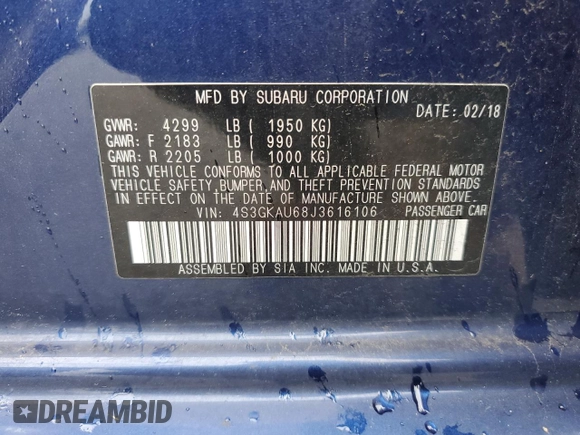 MFD BY SUBARU CORPORATION
DATE: 02/18
GVWR: 4299 LB ( 1950 KG)
GAWR: F 2183 LB ( 990 KG)
GAWR: R 2205 LB ( 1000 KG)
THIS VEHICLE CONFORMS TO ALL APPLICABLE FEDERAL MOTOR
VEHICLE SAFETY,BUMPER,AND THEFT PREVENTION STANDARDS
IN EFFECT ON THE DATE OF MANUFACTURE SHOWN ABOVE.
VIN: 4S3GKAU68J3616106 PASSENGER CAR
ASSEMBLED BY SIA INC. MADE IN U.S.A.
DREAMBID